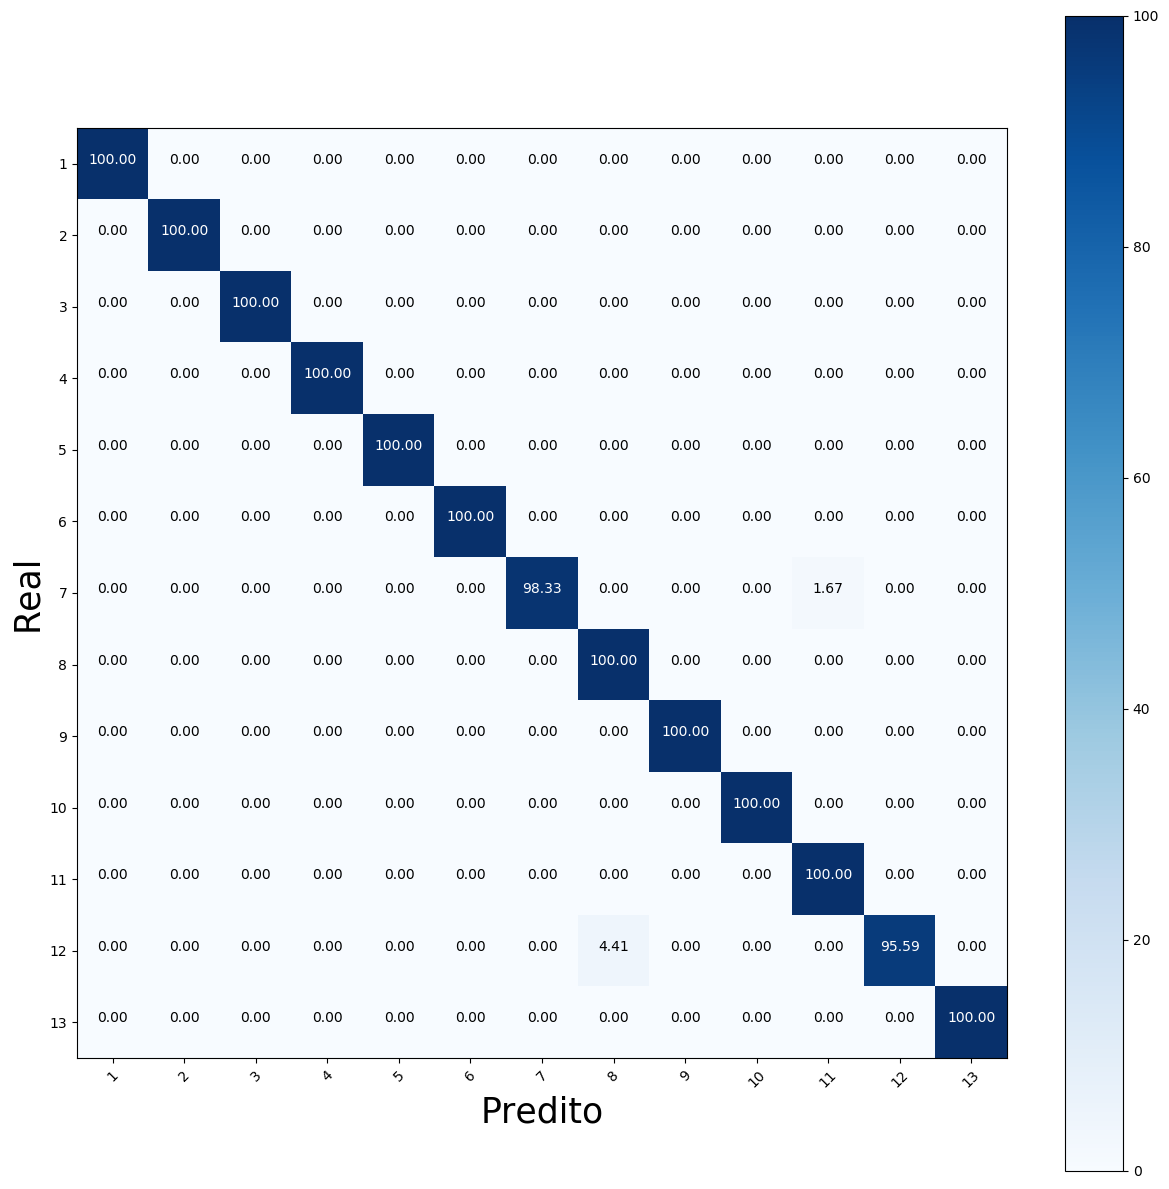 1 100.00 0.00 0.00 0.00 0.00 0.00 0.00 0.00 0.00 0.00 0.00 0.00 0.00
2 0.00 100.00 0.00 0.00 0.00 0.00 0.00 0.00 0.00 0.00 0.00 0.00 0.00
3 0.00 0.00 100.00 0.00 0.00 0.00 0.00 0.00 0.00 0.00 0.00 0.00 0.00
4 0.00 0.00 0.00 100.00 0.00 0.00 0.00 0.00 0.00 0.00 0.00 0.00 0.00
5 0.00 0.00 0.00 0.00 100.00 0.00 0.00 0.00 0.00 0.00 0.00 0.00 0.00
6 0.00 0.00 0.00 0.00 0.00 100.00 0.00 0.00 0.00 0.00 0.00 0.00 0.00
7 0.00 0.00 0.00 0.00 0.00 0.00 98.33 0.00 0.00 0.00 1.67 0.00 0.00
8 0.00 0.00 0.00 0.00 0.00 0.00 0.00 100.00 0.00 0.00 0.00 0.00 0.00
9 0.00 0.00 0.00 0.00 0.00 0.00 0.00 0.00 100.00 0.00 0.00 0.00 0.00
10 0.00 0.00 0.00 0.00 0.00 0.00 0.00 0.00 0.00 100.00 0.00 0.00 0.00
11 0.00 0.00 0.00 0.00 0.00 0.00 0.00 0.00 0.00 0.00 100.00 0.00 0.00
12 0.00 0.00 0.00 0.00 0.00 0.00 0.00 4.41 0.00 0.00 0.00 95.59 0.00
13 0.00 0.00 0.00 0.00 0.00 0.00 0.00 0.00 0.00 0.00 0.00 0.00 100.00
1 2 3 4 5 6 7 8 9 10 11 12 13
Predito
Real
100
80
60
40
20
0